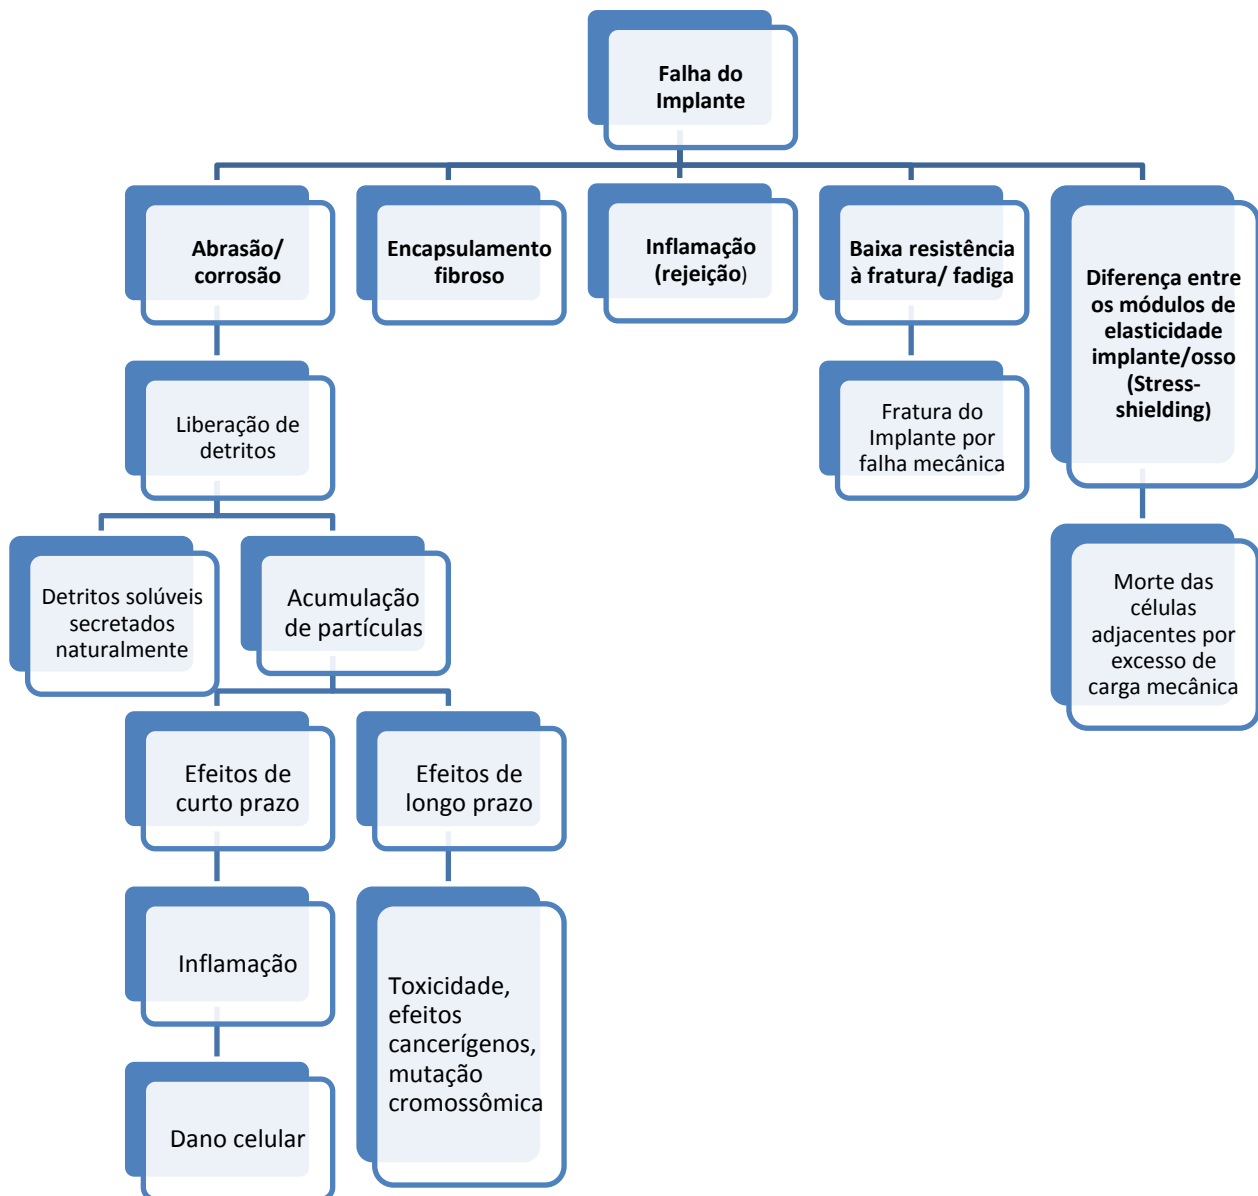 Falha do
Implante
Abrasão/
corrosão
Encapsulamento
fibroso
Inflamação
(rejeição)
Baixa resistência
à fratura/ fadiga
Diferença entre
os módulos de
elasticidade
implante/osso
(Stress-
shielding)
Liberação de
detritos
Fratura do
Implante por
falha mecânica
Detritos solúveis
secretados
naturalmente
Acumulação
de partículas
Morte das
células
adjacentes por
excesso de
carga mecânica
Efeitos de
curto prazo
Efeitos de
longo prazo
Inflamação
Toxicidade,
efeitos
cancerígenos,
mutação
cromossômica
Dano celular